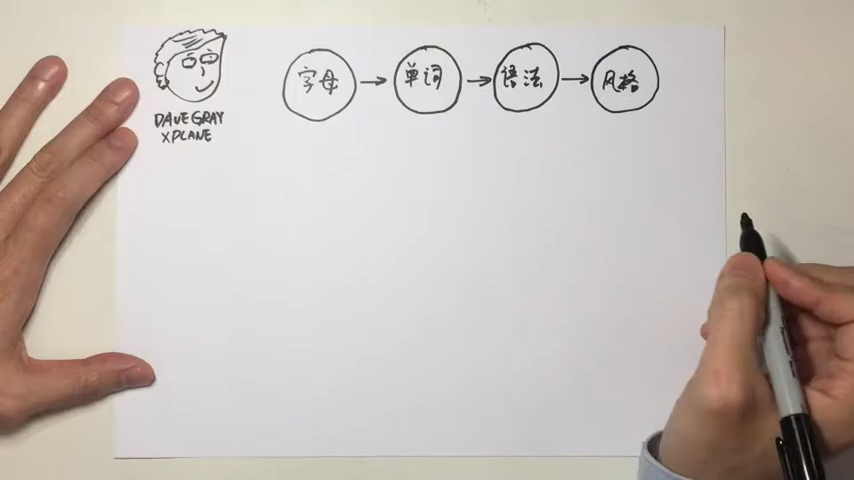 DAVE GRAY
XPLANE
字母 → 单词 → 语法 → 风格